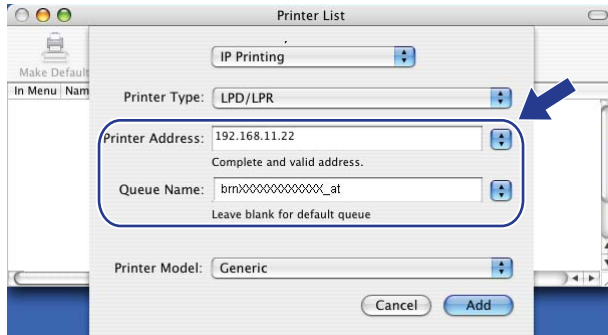 Printer List
IP Printing
Make Default
In Menu Nam
Printer Type: LPD/LPR
Printer Address: 192.168.11.22
Complete and valid address.
Queue Name: brnXXXXXXXXXXXX_at
Leave blank for default queue
Printer Model: Generic
Cancel Add